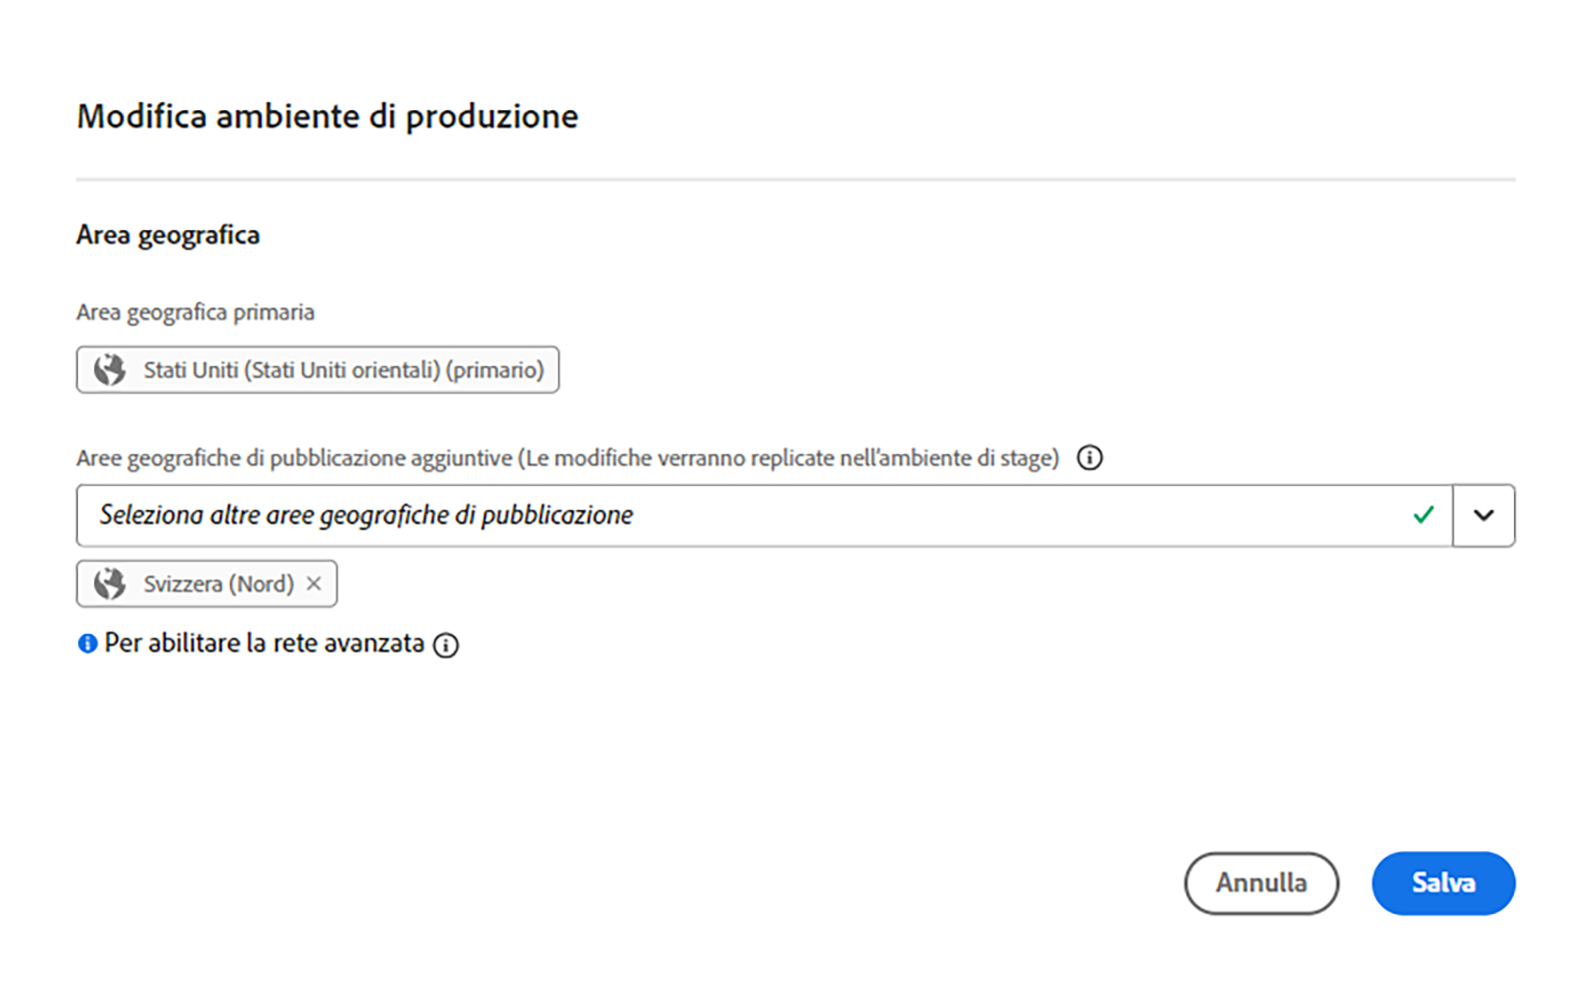 Modifica ambiente di produzione
Area geografica
Area geografica primaria
Stati Uniti (Stati Uniti orientali) (primario)
Aree geografiche di pubblicazione aggiuntive (Le modifiche verranno replicate nell'ambiente di stage)
Seleziona altre aree geografiche di pubblicazione
Svizzera (Nord)
Per abilitare la rete avanzata
Annulla
Salva